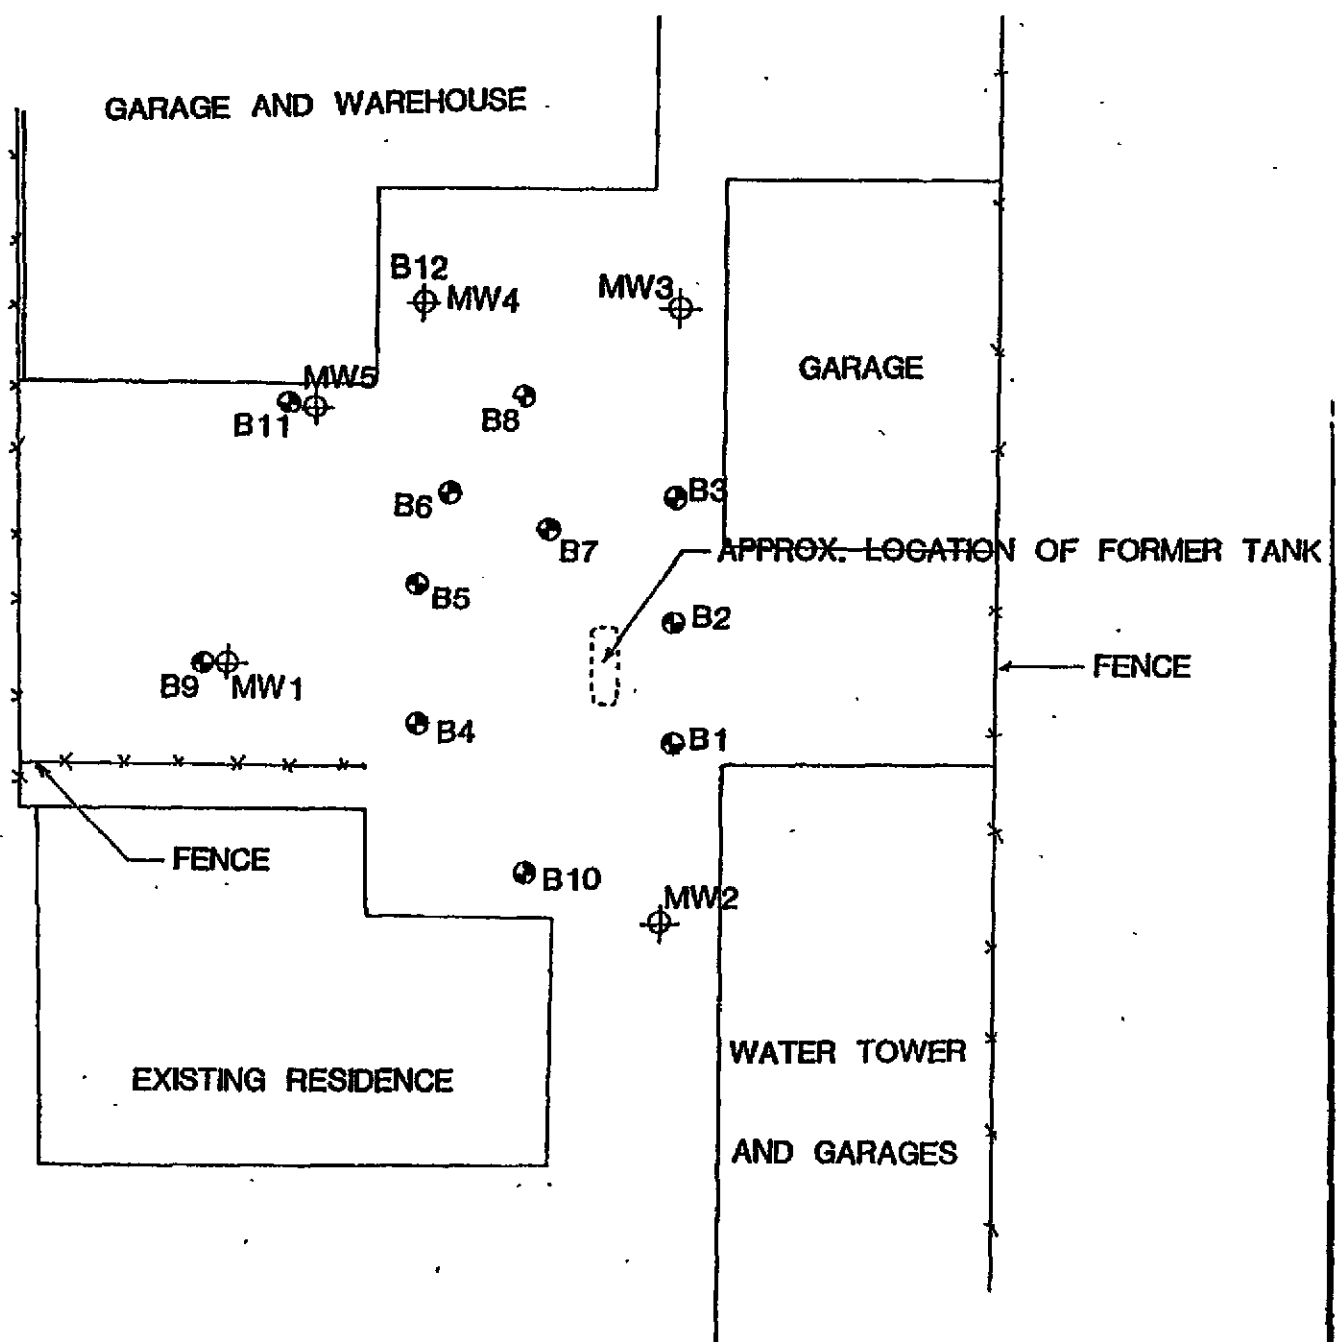 GARAGE AND WAREHOUSE
B12
MW4
MW3
GARAGE
MW5
B11
B8
B6
B3
B7
APPROX. LOCATION OF FORMER TANK
B5
B2
FENCE
B9
MW1
B4
B1
FENCE
B10
MW2
WATER TOWER
EXISTING RESIDENCE
AND GARAGES